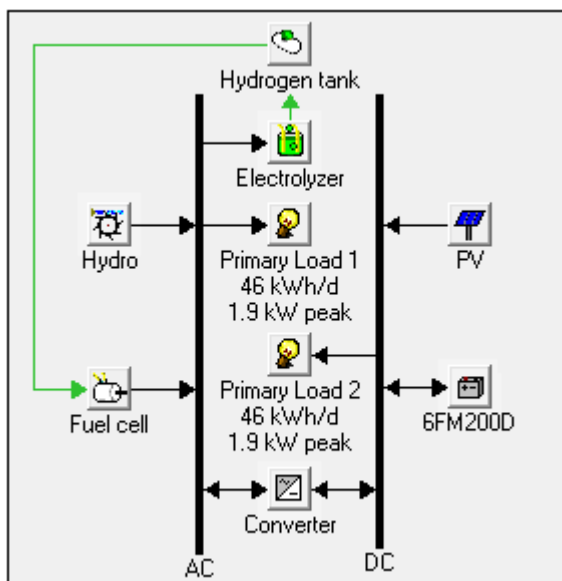 Hydrogen tank
Electrolyzer
Hydro
Primary Load 1
46 kWh/d
1.9 kW peak
PV
Fuel cell
Primary Load 2
46 kWh/d
1.9 kW peak
6FM200D
Converter
AC
DC